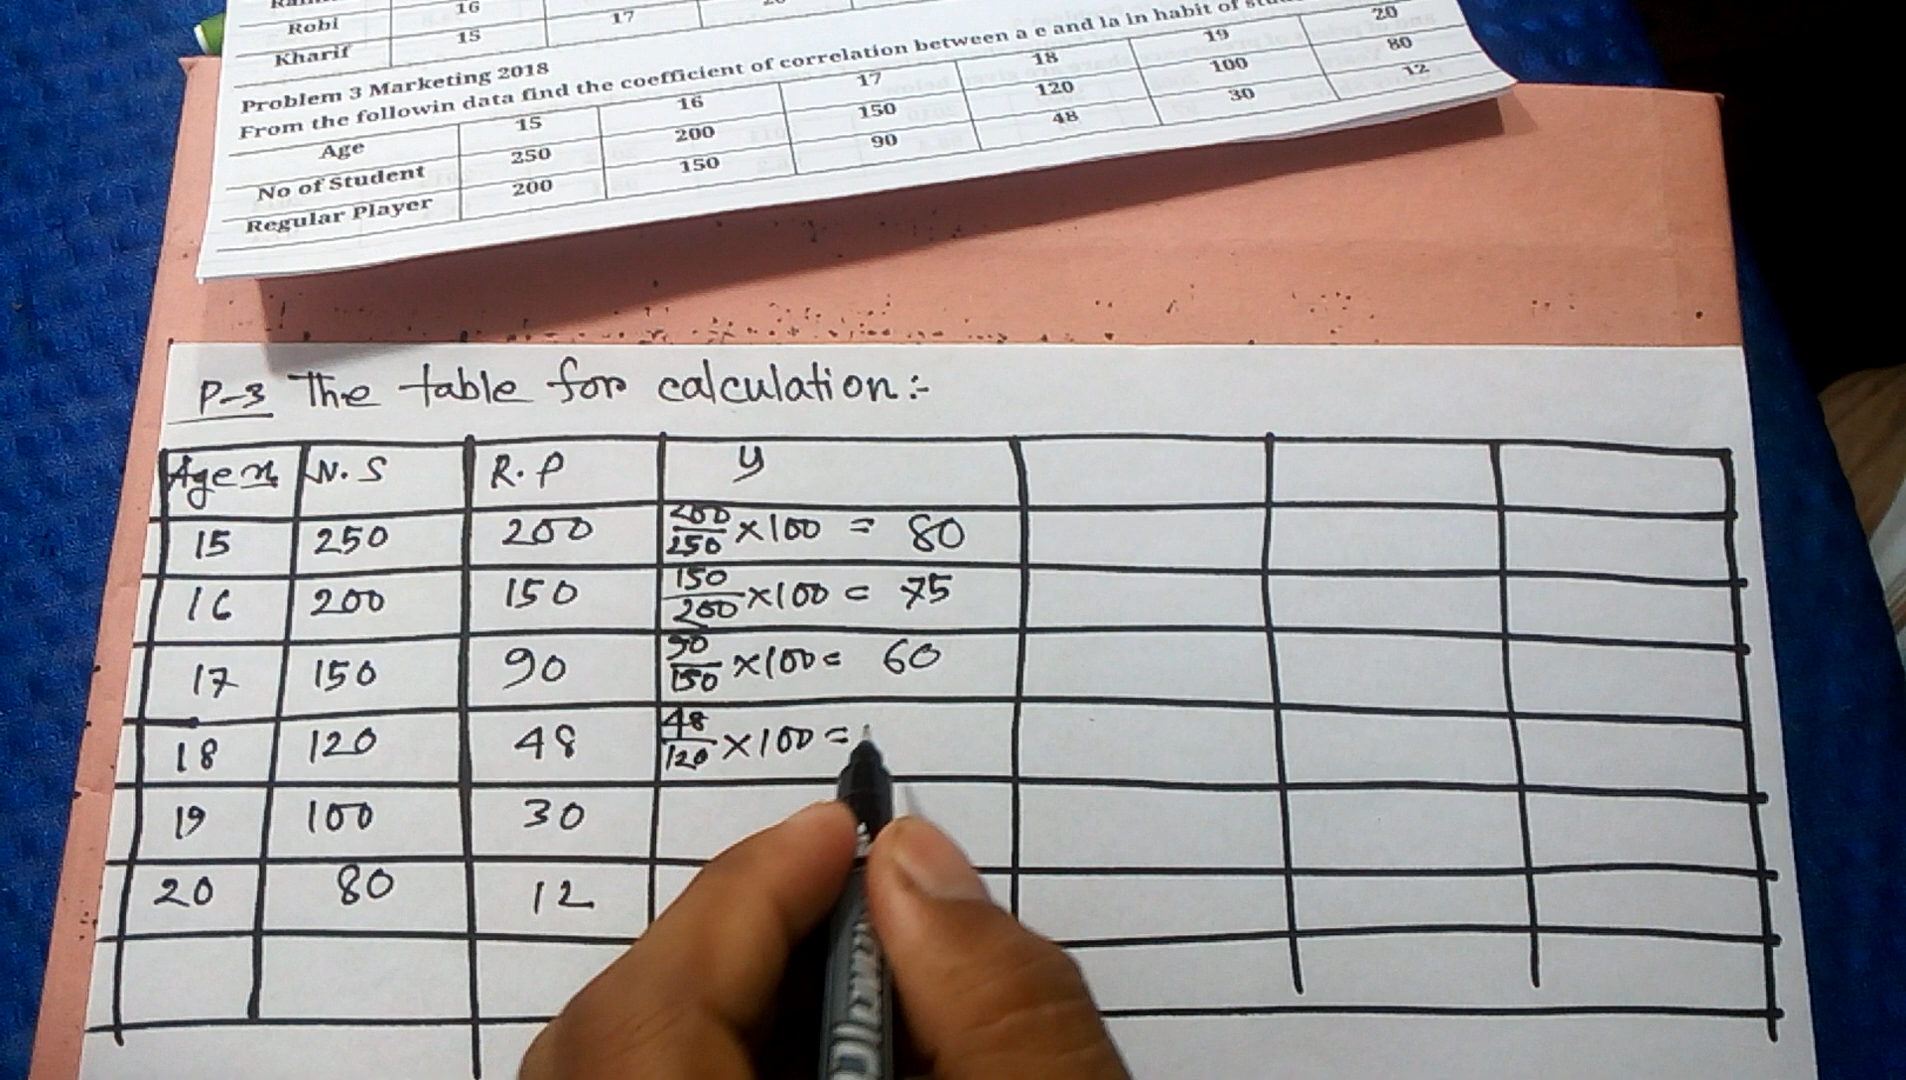 Robi 16 17
Kharif 15
Problem 3 Marketing 2018
From the followin data find the coefficient of correlation between a e and la in habit of
Age 15 16 17 18 19 20
No of Student 250 200 150 120 100 80
Regular Player 200 150 90 48 30 12
P-3 The table for calculation:-
Age x N.S R.P y
15 250 200 200/250 ×100 = 80
16 200 150 150/200 ×100 = 75
17 150 90 90/150 ×100 = 60
18 120 48 48/120 ×100 =
19 100 30
20 80 12